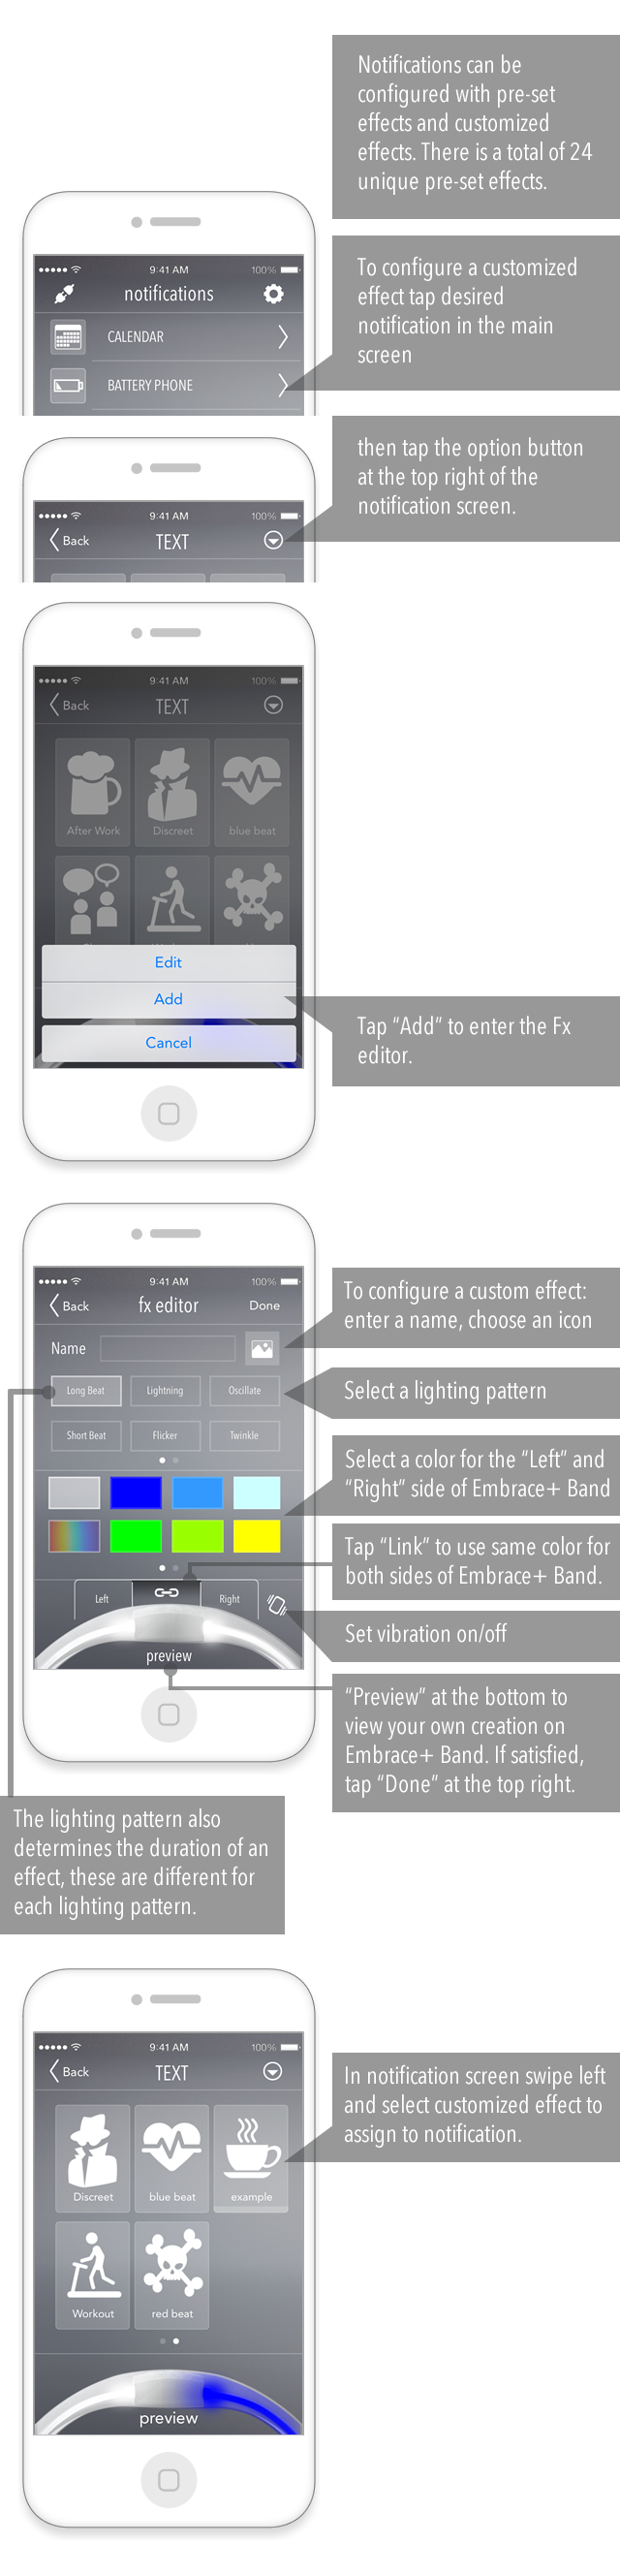 Notifications can be
configured with pre-set
effects and customized
effects. There is a total of 24
unique pre-set effects.
9:41 AM
100%
notifications
CALENDAR
BATTERY PHONE
To configure a customized
effect tap desired
notification in the main
screen
then tap the option button
at the top right of the
notification screen.
9:41 AM
100%
Back
TEXT
9:41 AM
100%
Back
TEXT
After Work
Discreet
blue beat
Edit
Add
Cancel
Tap “Add” to enter the Fx
editor.
9:41 AM
100%
Back
fx editor
Done
Name
Long Beat
Lightning
Oscillate
Short Beat
Flicker
Twinkle
Left
Right
preview
To configure a custom effect:
enter a name, choose an icon
Select a lighting pattern
Select a color for the “Left” and
“Right” side of Embrace+ Band
Tap “Link” to use same color for
both sides of Embrace+ Band.
Set vibration on/off
“Preview” at the bottom to
view your own creation on
Embrace+ Band. If satisfied,
tap “Done” at the top right.
The lighting pattern also
determines the duration of an
effect, these are different for
each lighting pattern.
9:41 AM
100%
Back
TEXT
Discreet
blue beat
example
Workout
red beat
preview
In notification screen swipe left
and select customized effect to
assign to notification.